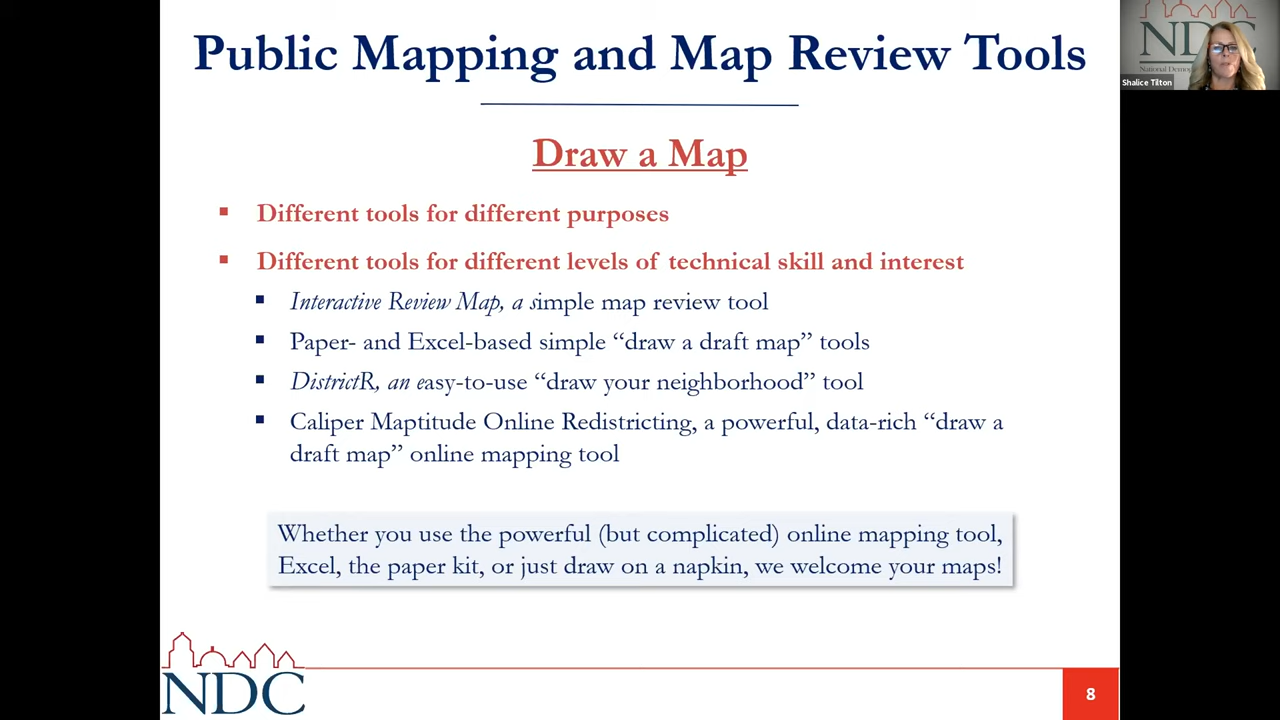 Public Mapping and Map Review Tools
Draw a Map
Different tools for different purposes
Different tools for different levels of technical skill and interest
Interactive Review Map, a simple map review tool
Paper- and Excel-based simple “draw a draft map” tools
DistrictR, an easy-to-use “draw your neighborhood” tool
Caliper Maptitude Online Redistricting, a powerful, data-rich “draw a
draft map” online mapping tool
Whether you use the powerful (but complicated) online mapping tool,
Excel, the paper kit, or just draw on a napkin, we welcome your maps!
NDC
8
NDC
National Demog
Shalice Tilton